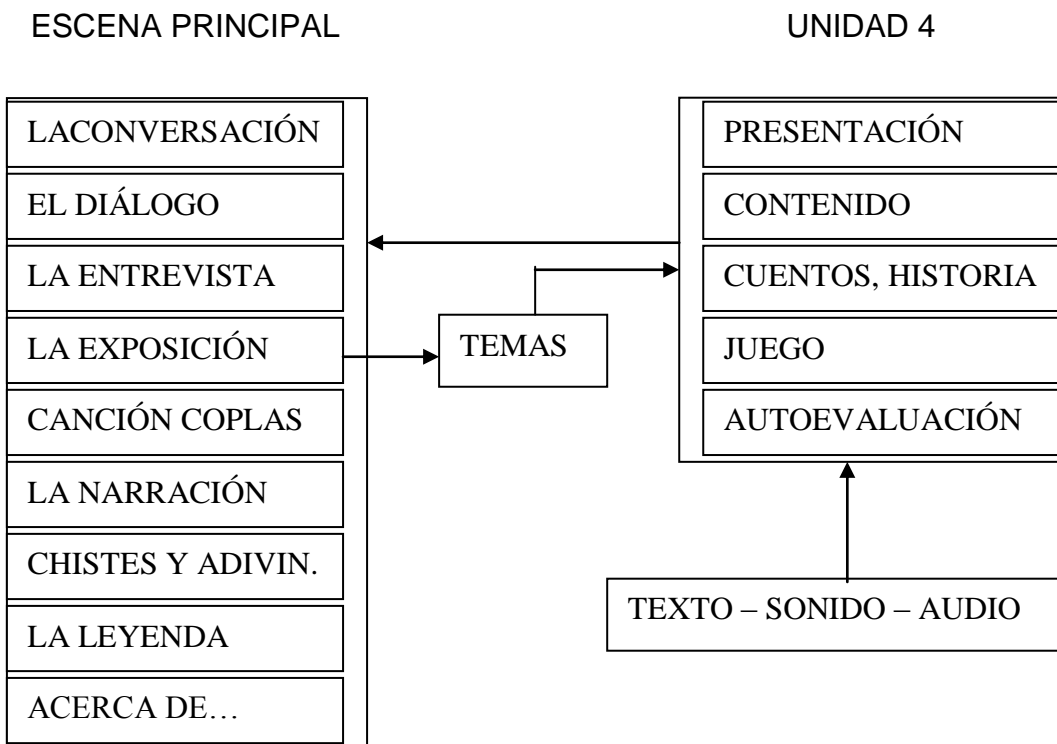 ESCENA PRINCIPAL
UNIDAD 4
LACONVERSACIÓN
EL DIÁLOGO
LA ENTREVISTA
LA EXPOSICIÓN
CANCIÓN COPLAS
LA NARRACIÓN
CHISTES Y ADIVIN.
LA LEYENDA
ACERCA DE…
TEMAS
PRESENTACIÓN
CONTENIDO
CUENTOS, HISTORIA
JUEGO
AUTOEVALUACIÓN
TEXTO – SONIDO – AUDIO